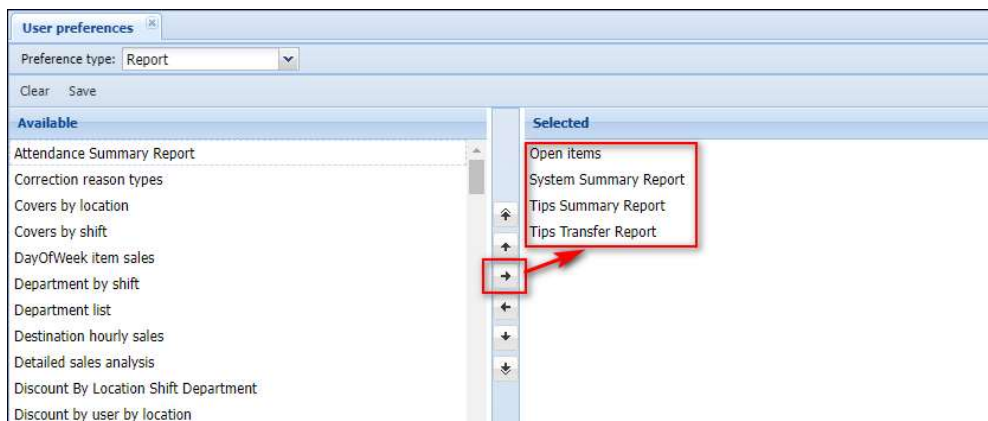 User preferences
Preference type: Report
Clear Save
Available
Attendance Summary Report
Correction reason types
Covers by location
Covers by shift
DayOfWeek item sales
Department by shift
Department list
Destination hourly sales
Detailed sales analysis
Discount By Location Shift Department
Discount by user by location
Selected
Open items
System Summary Report
Tips Summary Report
Tips Transfer Report